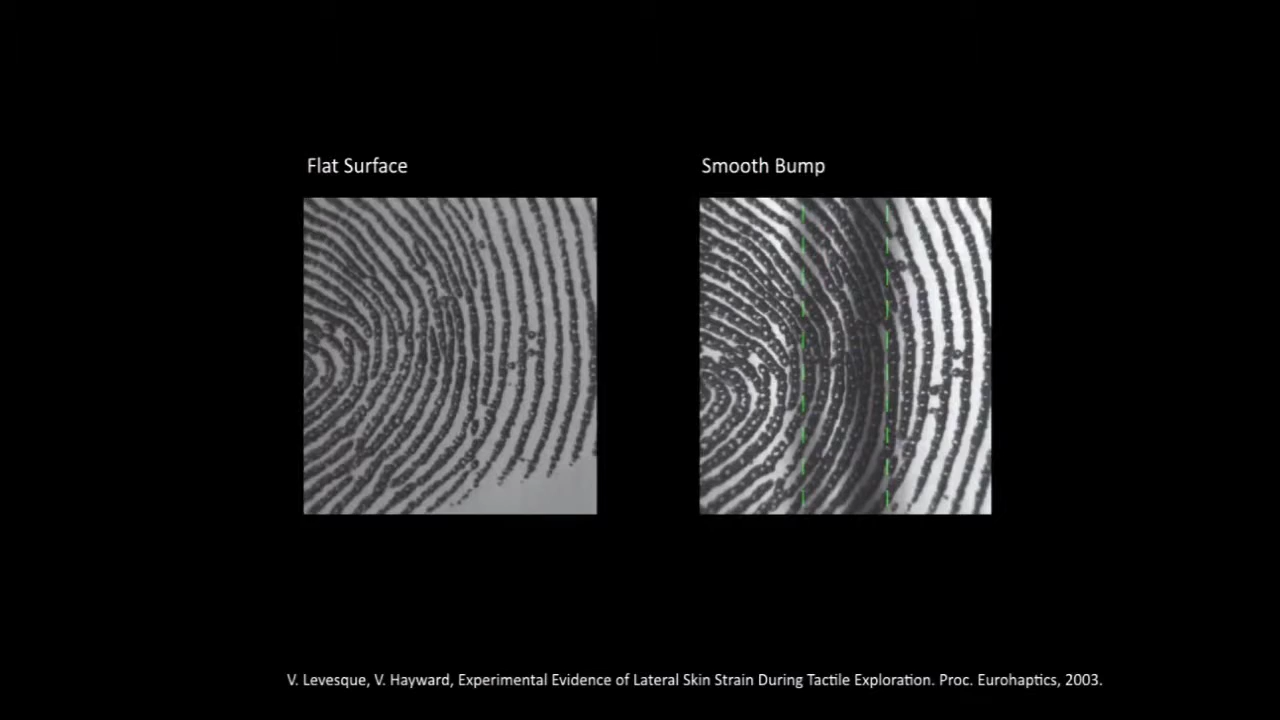 Flat Surface
Smooth Bump
V. Levesque, V. Hayward, Experimental Evidence of Lateral Skin Strain During Tactile Exploration. Proc. Eurohaptics, 2003.